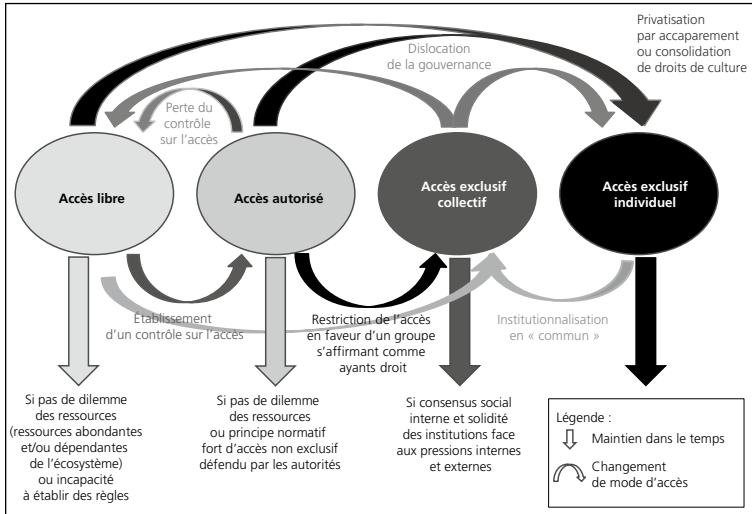 Privatisation
par accaparement
ou consolidation
de droits de culture
Dislocation
de la gouvernance
Perte du
contrôle
sur l’accès
Accès libre
Accès autorisé
Accès exclusif
collectif
Accès exclusif
individuel
Établissement
d’un contrôle sur l’accès
Restriction de l’accès
en faveur d’un groupe
s’affirmant comme
ayants droit
Institutionnalisation
en « commun »
Si pas de dilemme
des ressources
(ressources abondantes
et/ou dépendantes
de l’écosystème)
ou incapacité
à établir des règles
Si pas de dilemme
des ressources
ou principe normatif
fort d’accès non exclusif
défendu par les autorités
Si consensus social
interne et solidité
des institutions face
aux pressions internes
et externes
Légende :
Maintien dans le temps
Changement
de mode d’accès